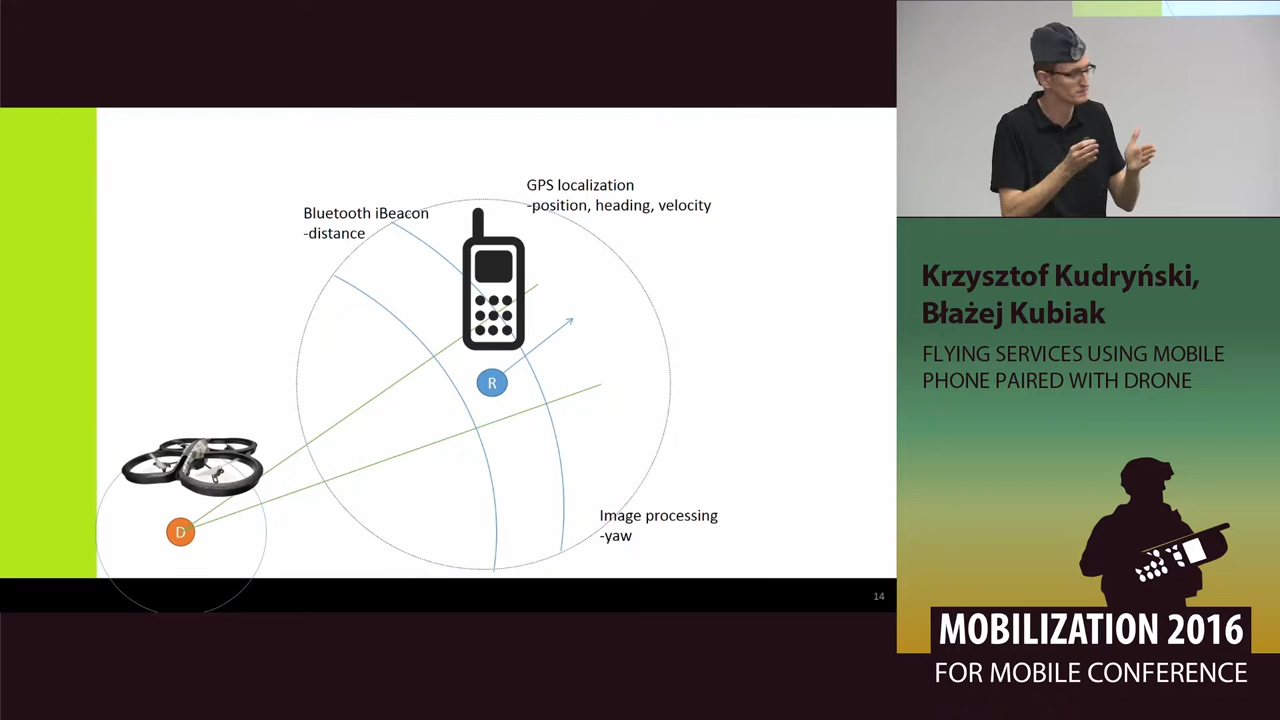 GPS localization
-position, heading, velocity
Bluetooth iBeacon
-distance
R
Image processing
-yaw
D
14
Krzysztof Kudryński,
Błażej Kubiak
FLYING SERVICES USING MOBILE
PHONE PAIRED WITH DRONE
MOBILIZATION 2016
FOR MOBILE CONFERENCE